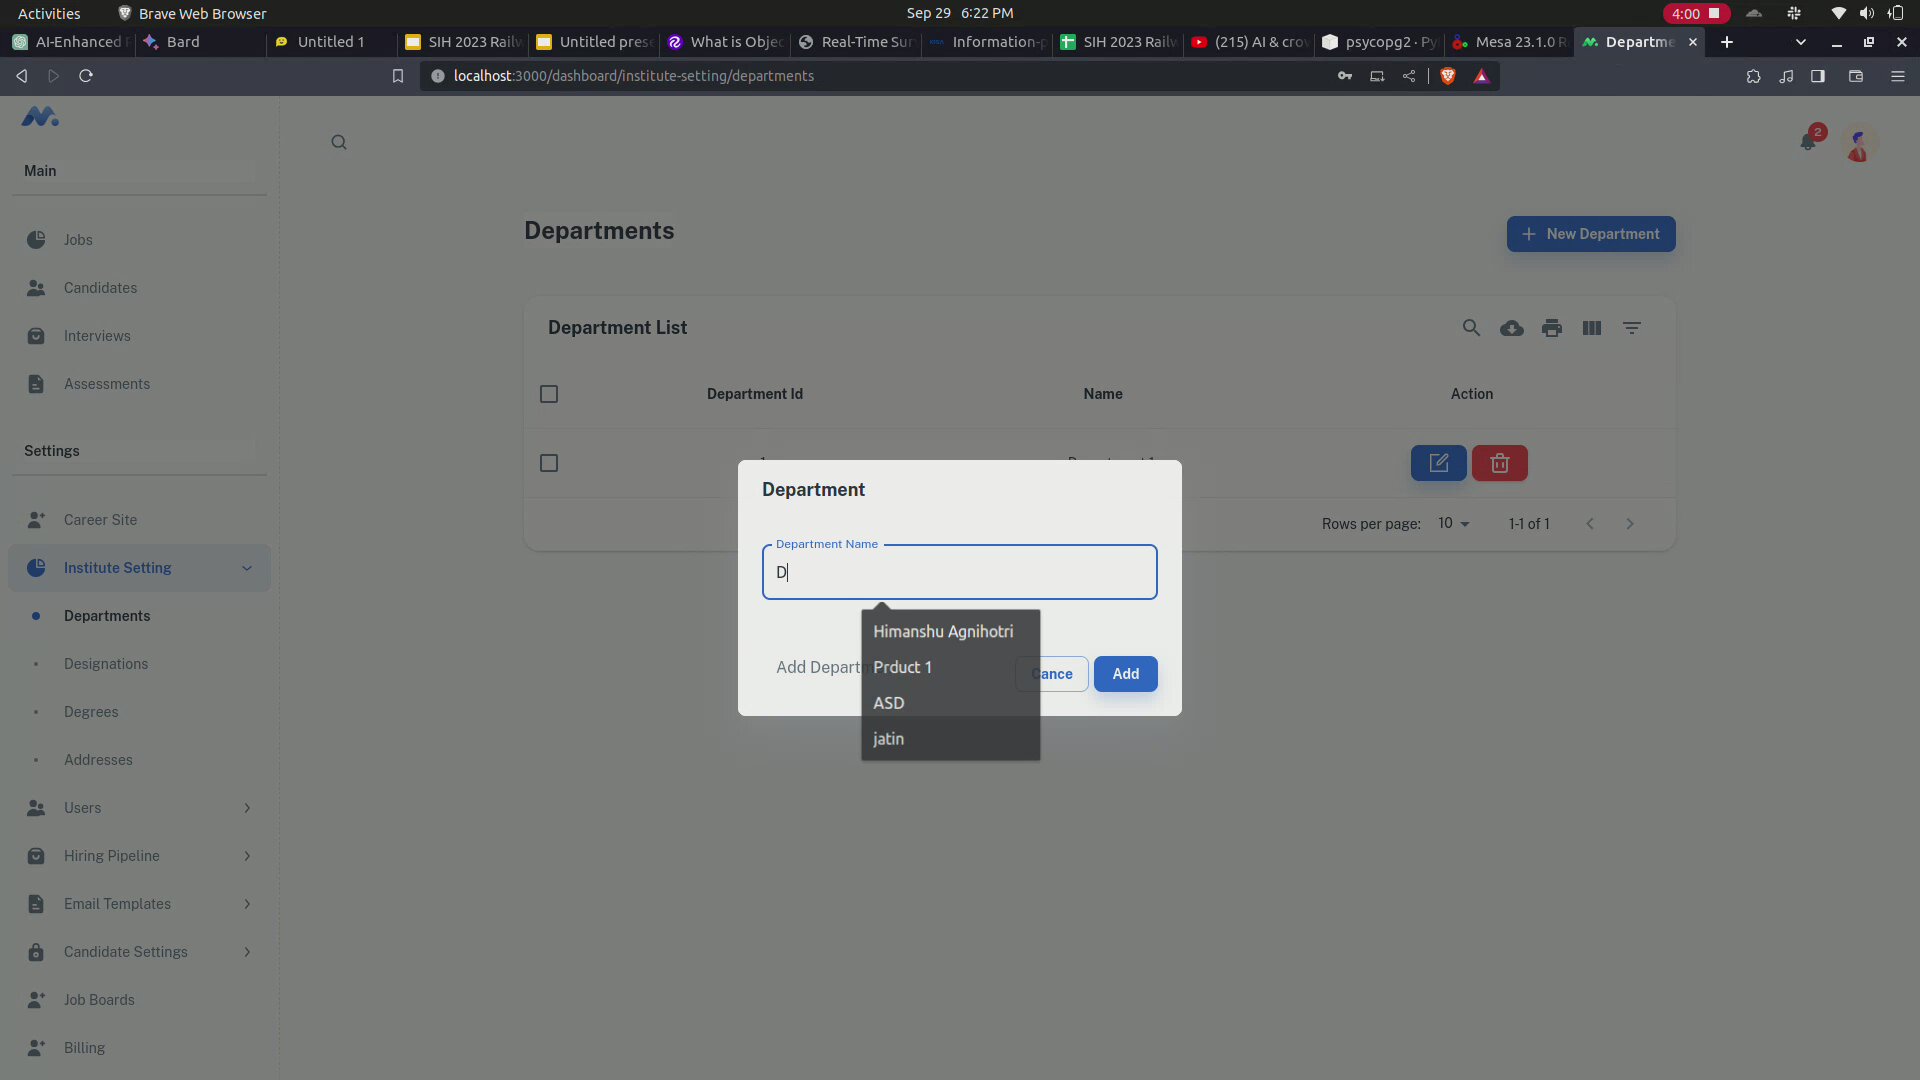 Activities Brave Web Browser Sep 29 6:22 PM 4:00
AI-Enhanced Bard Untitled 1 SIH 2023 Railw Untitled prese What is Objec Real-Time Sur Information-p SIH 2023 Railw (215) AI & crow psycopg2 · Py Mesa 23.1.0 R Departme
localhost:3000/dashboard/institute-setting/departments
2
Main
Jobs
Candidates
Interviews
Assessments
Settings
Career Site
Institute Setting
Departments
Designations
Degrees
Addresses
Users
Hiring Pipeline
Email Templates
Candidate Settings
Job Boards
Billing
Departments
New Department
Department List
Department Id Name Action
Rows per page: 10 1-1 of 1
Department
Department Name
D
Himanshu Agnihotri
Prduct 1
ASD
jatin
Add Depart
Cance Add